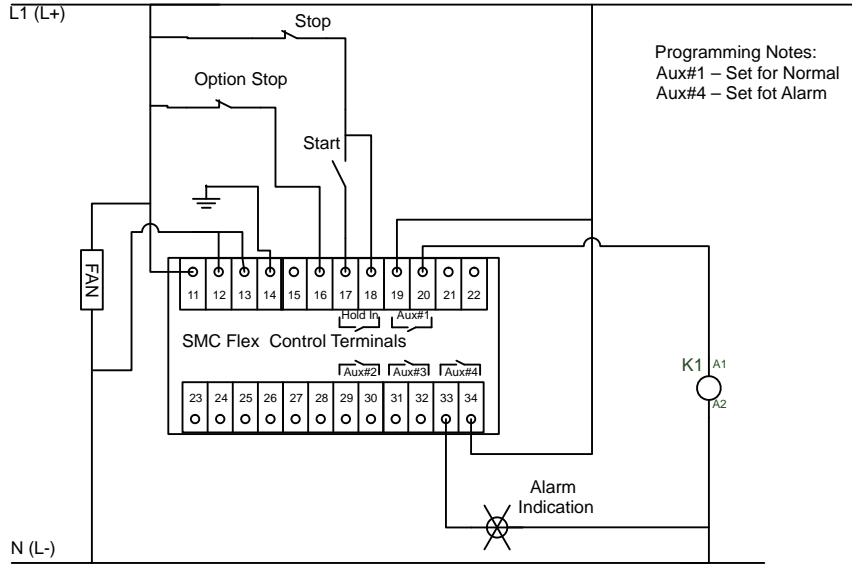 L1 (L+)
Stop
Programming Notes:
Aux#1 – Set for Normal
Aux#4 – Set fot Alarm
Option Stop
Start
FAN
11 12 13 14 15 16 17 18 19 20 21 22
Hold In Aux#1
SMC Flex Control Terminals
Aux#2 Aux#3 Aux#4
K1 A1
A2
23 24 25 26 27 28 29 30 31 32 33 34
Alarm
Indication
N (L-)